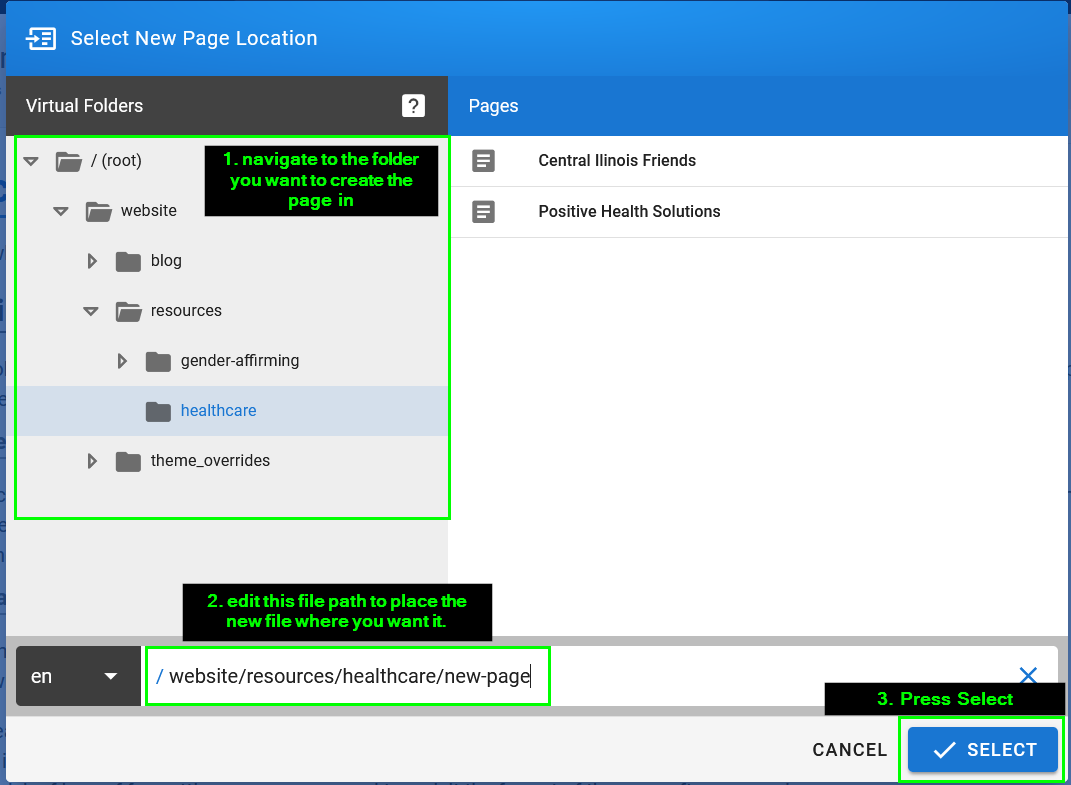 Select New Page Location
Virtual Folders
?
Pages
/ (root)
website
blog
resources
gender-affirming
healthcare
theme_overrides
1. navigate to the folder
you want to create the
page in
Central Ilinois Friends
Positive Health Solutions
2. edit this file path to place the
new file where you want it.
en
/ website/resources/healthcare/new-page
3. Press Select
CANCEL
SELECT